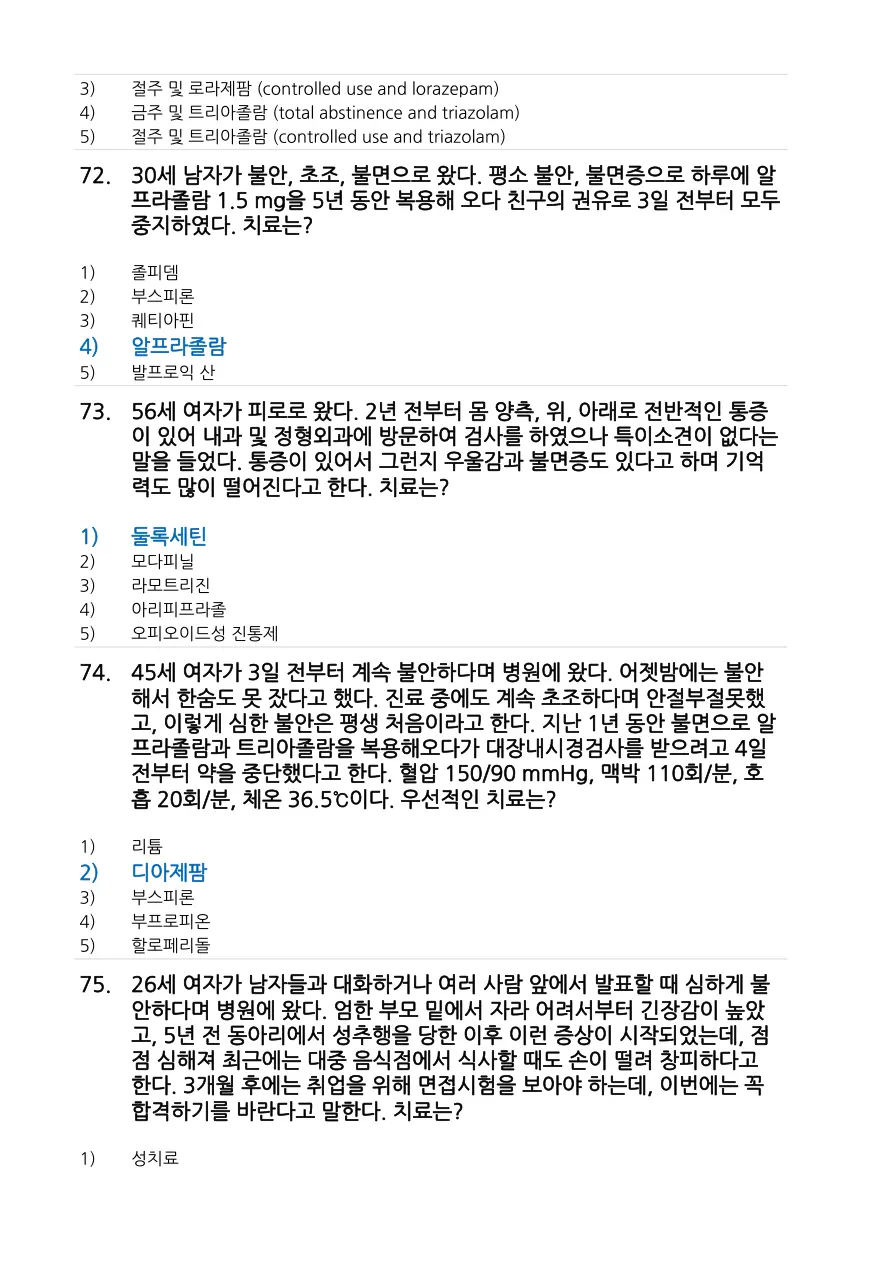 3) 절주 및 로라제팜 (controlled use and lorazepam)
4) 금주 및 트리아졸람 (total abstinence and triazolam)
5) 절주 및 트리아졸람 (controlled use and triazolam)
72. 30세 남자가 불안, 초조, 불면으로 왔다. 평소 불안, 불면증으로 하루에 알
프라졸람 1.5 mg을 5년 동안 복용해 오다 친구의 권유로 3일 전부터 모두
중지하였다. 치료는?
1) 졸피뎀
2) 부스피론
3) 퀘티아핀
4) 알프라졸람
5) 발프로익 산
73. 56세 여자가 피로로 왔다. 2년 전부터 몸 양측, 위, 아래로 전반적인 통증
이 있어 내과 및 정형외과에 방문하여 검사를 하였으나 특이소견이 없다는
말을 들었다. 통증이 있어서 그런지 우울감과 불면증도 있다고 하며 기억
력도 많이 떨어진다고 한다. 치료는?
1) 둘록세틴
2) 모다피닐
3) 라모트리진
4) 아리피프라졸
5) 오피오이드성 진통제
74. 45세 여자가 3일 전부터 계속 불안하다며 병원에 왔다. 어젯밤에는 불안
해서 한숨도 못 잤다고 했다. 진료 중에도 계속 초조하다며 안절부절못했
고, 이렇게 심한 불안은 평생 처음이라고 한다. 지난 1년 동안 불면으로 알
프라졸람과 트리아졸람을 복용해오다가 대장내시경검사를 받으려고 4일
전부터 약을 중단했다고 한다. 혈압 150/90 mmHg, 맥박 110회/분, 호
흡 20회/분, 체온 36.5℃이다. 우선적인 치료는?
1) 리튬
2) 디아제팜
3) 부스피론
4) 부프로피온
5) 할로페리돌
75. 26세 여자가 남자들과 대화하거나 여러 사람 앞에서 발표할 때 심하게 불
안하다며 병원에 왔다. 엄한 부모 밑에서 자라 어려서부터 긴장감이 높았
고, 5년 전 동아리에서 성추행을 당한 이후 이런 증상이 시작되었는데, 점
점 심해져 최근에는 대중 음식점에서 식사할 때도 손이 떨려 창피하다고
한다. 3개월 후에는 취업을 위해 면접시험을 보아야 하는데, 이번에는 꼭
합격하기를 바란다고 말한다. 치료는?
1) 성치료